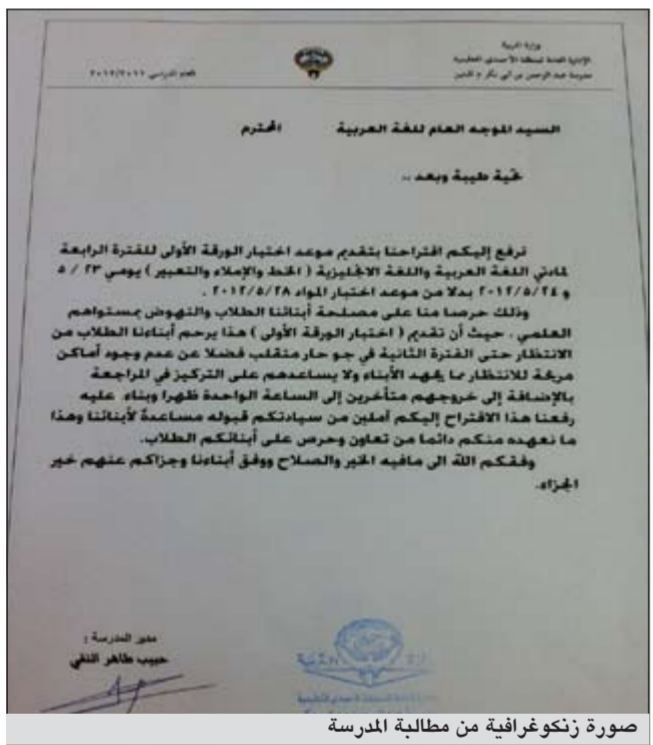 وزارة التربية
الإدارة العامة لمنطقة الأحمدي التعليمية
مدرسة عبد الرحمن بن أبي بكر م بنين
العام الدراسي ٢٠١٢/٢٠١١
السيد الموجه العام للغة العربية المحترم
تحية طيبة وبعد ،،
نرفع إليكم اقتراحنا بتقديم موعد اختبار الورقة الأولى للفترة الرابعة
لمادتي اللغة العربية واللغة الانجليزية ( الخط والإملاء والتعبير ) يومي ٢٣ / ٥
و ٢٠١٢/٥/٢٤ بدلا من موعد اختبار المواد ٢٠١٢/٥/٢٨ .
وذلك حرصا منا على مصلحة أبنائنا الطلاب والنهوض بمستواهم
العلمي . حيث أن تقديم ( اختبار الورقة الأولى ) هذا يرحم أبناءنا الطلاب من
الانتظار حتى الفترة الثانية في جو حار متقلب فضلا عن عدم وجود أماكن
مريحة للانتظار مما يجهد الأبناء ولا يساعدهم على التركيز في المراجعة
بالإضافة إلى خروجهم متأخرين إلى الساعة الواحدة ظهرا وبناء عليه
رفعنا هذا الاقتراح إليكم آملين من سيادتكم قبوله مساعدة لأبنائنا وهذا
ما نعهده منكم دائما من تعاون وحرص على أبنائكم الطلاب.
وفقكم الله الى مافيه الخير والصلاح ووفق أبناءنا وجزاكم عنهم خير
الجزاء.
مدير المدرسة :
حبيب طاهر النفي
صورة زنكوغرافية من مطالبة المدرسة